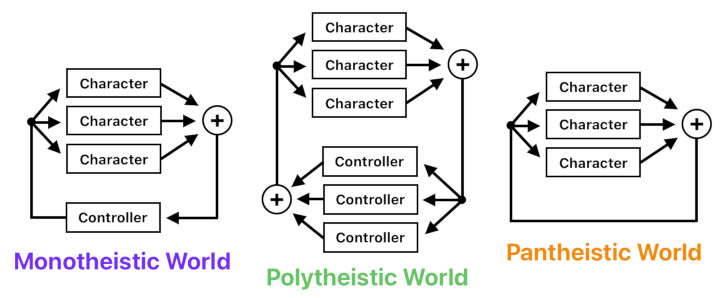 Character
Character
Character
+
Controller
Monotheistic World
Character
Character
Character
+
Controller
Controller
Controller
+
Polytheistic World
Character
Character
Character
+
Pantheistic World